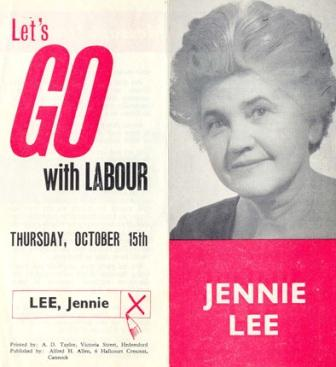 Let's
GO
with LABOUR
THURSDAY, OCTOBER 15th
LEE, Jennie X
Printed by: A. D. Taylor, Victoria Street, Hednesford
Published by: Alfred H. Allen, 6 Hallcourt Crescent,
Cannock
JENNIE
LEE